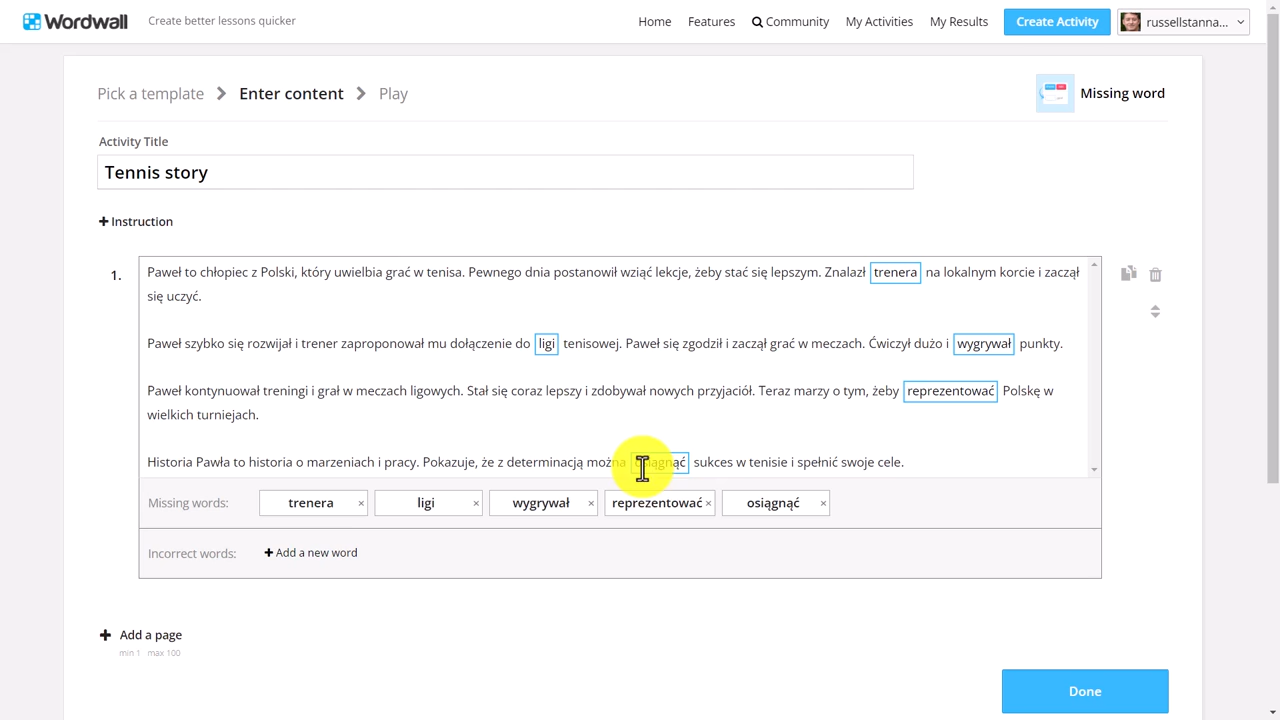 Wordwall
Create better lessons quicker
Home
Features
Community
My Activities
My Results
Create Activity
russellstanna...
Pick a template
Enter content
Play
Missing word
Activity Title
Tennis story
+ Instruction
1.
Paweł to chłopiec z Polski, który uwielbia grać w tenisa. Pewnego dnia postanowił wziąć lekcje, żeby stać się lepszym. Znalazł trenera na lokalnym korcie i zaczął
się uczyć.
Paweł szybko się rozwijał i trener zaproponował mu dołączenie do ligi tenisowej. Paweł się zgodził i zaczął grać w meczach. Ćwiczył dużo i wygrywał punkty.
Paweł kontynuował treningi i grał w meczach ligowych. Stał się coraz lepszy i zdobywał nowych przyjaciół. Teraz marzy o tym, żeby reprezentować Polskę w
wielkich turniejach.
Historia Pawła to historia o marzeniach i pracy. Pokazuje, że z determinacją można osiągnąć sukces w tenisie i spełnić swoje cele.
Missing words: trenera × ligi × wygrywał × reprezentować × osiągnąć ×
Incorrect words: + Add a new word
+ Add a page
min 1 max 100
Done